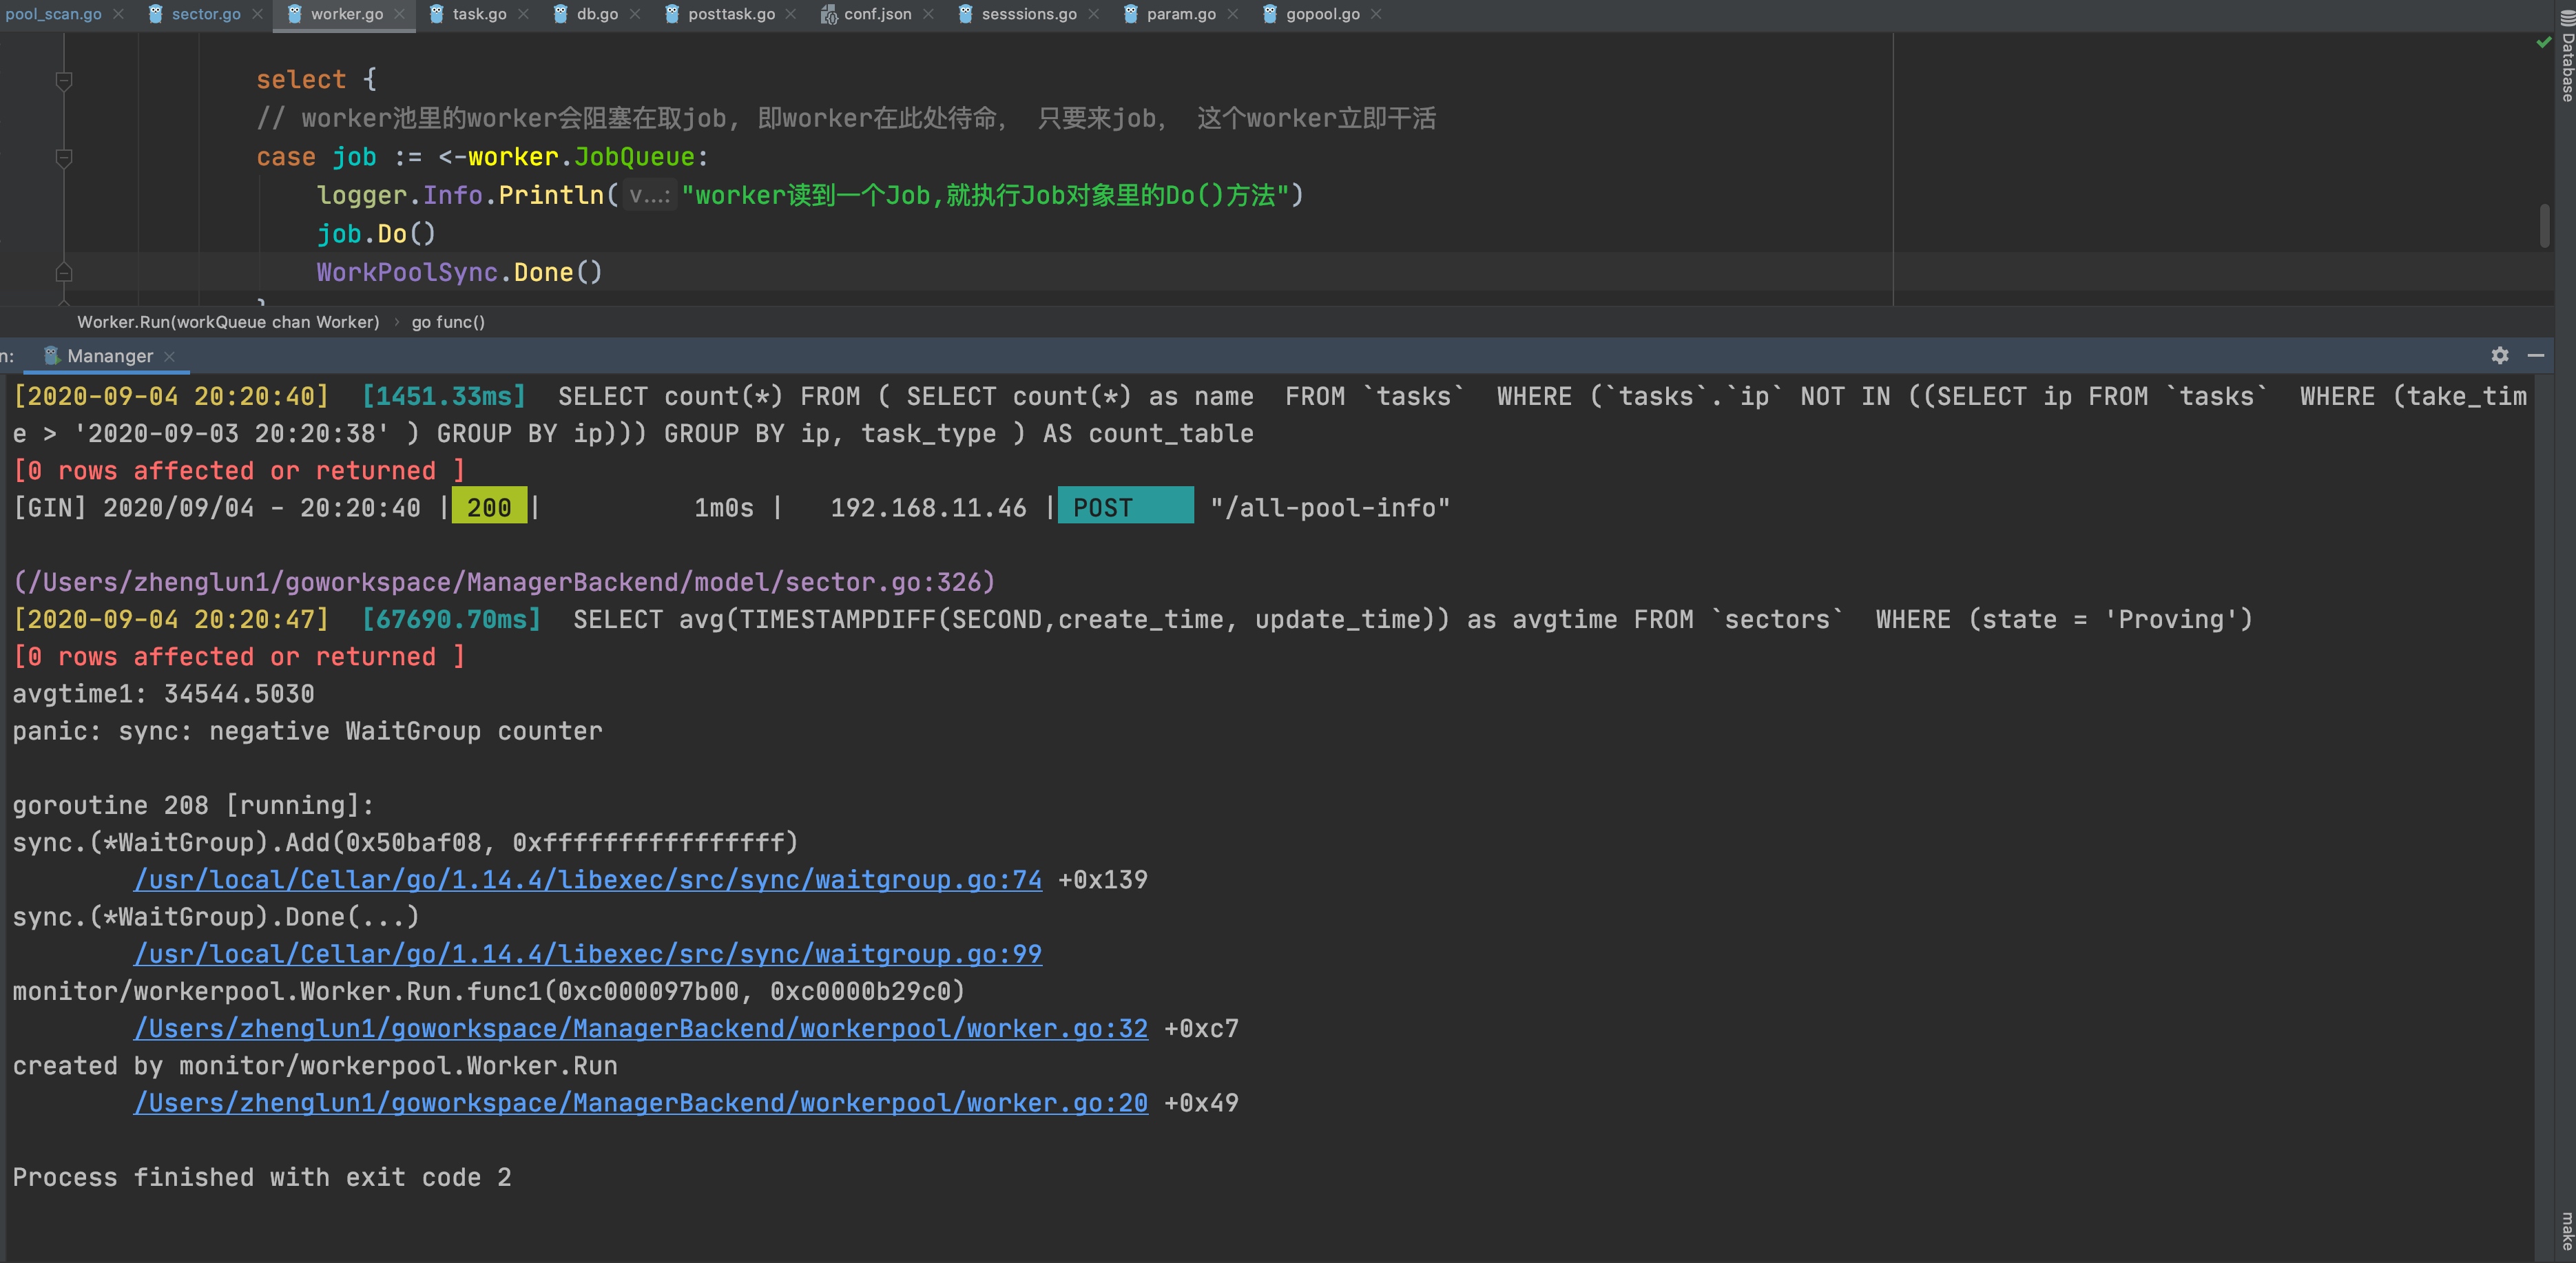 pool_scan.go sector.go worker.go task.go db.go posttask.go conf.json sesssions.go param.go gopool.go
Database
select {
// worker池里的worker会阻塞在取job, 即worker在此处待命, 只要来job, 这个worker立即干活
case job := <-worker.JobQueue:
logger.Info.Println( v...: "worker读到一个Job,就执行Job对象里的Do()方法")
job.Do()
WorkPoolSync.Done()
}
Worker.Run(workQueue chan Worker) › go func()
n: Mananger
[2020-09-04 20:20:40] [1451.33ms] SELECT count(*) FROM ( SELECT count(*) as name FROM `tasks` WHERE (`tasks`.`ip` NOT IN ((SELECT ip FROM `tasks` WHERE (take_tim
e > '2020-09-03 20:20:38' ) GROUP BY ip))) GROUP BY ip, task_type ) AS count_table
[0 rows affected or returned ]
[GIN] 2020/09/04 - 20:20:40 | 200 | 1m0s | 192.168.11.46 | POST "/all-pool-info"
(/Users/zhenglun1/goworkspace/ManagerBackend/model/sector.go:326)
[2020-09-04 20:20:47] [67690.70ms] SELECT avg(TIMESTAMPDIFF(SECOND,create_time, update_time)) as avgtime FROM `sectors` WHERE (state = 'Proving')
[0 rows affected or returned ]
avgtime1: 34544.5030
panic: sync: negative WaitGroup counter
goroutine 208 [running]:
sync.(*WaitGroup).Add(0x50baf08, 0xffffffffffffffff)
/usr/local/Cellar/go/1.14.4/libexec/src/sync/waitgroup.go:74 +0x139
sync.(*WaitGroup).Done(...)
/usr/local/Cellar/go/1.14.4/libexec/src/sync/waitgroup.go:99
monitor/workerpool.Worker.Run.func1(0xc000097b00, 0xc0000b29c0)
/Users/zhenglun1/goworkspace/ManagerBackend/workerpool/worker.go:32 +0xc7
created by monitor/workerpool.Worker.Run
/Users/zhenglun1/goworkspace/ManagerBackend/workerpool/worker.go:20 +0x49
Process finished with exit code 2
make